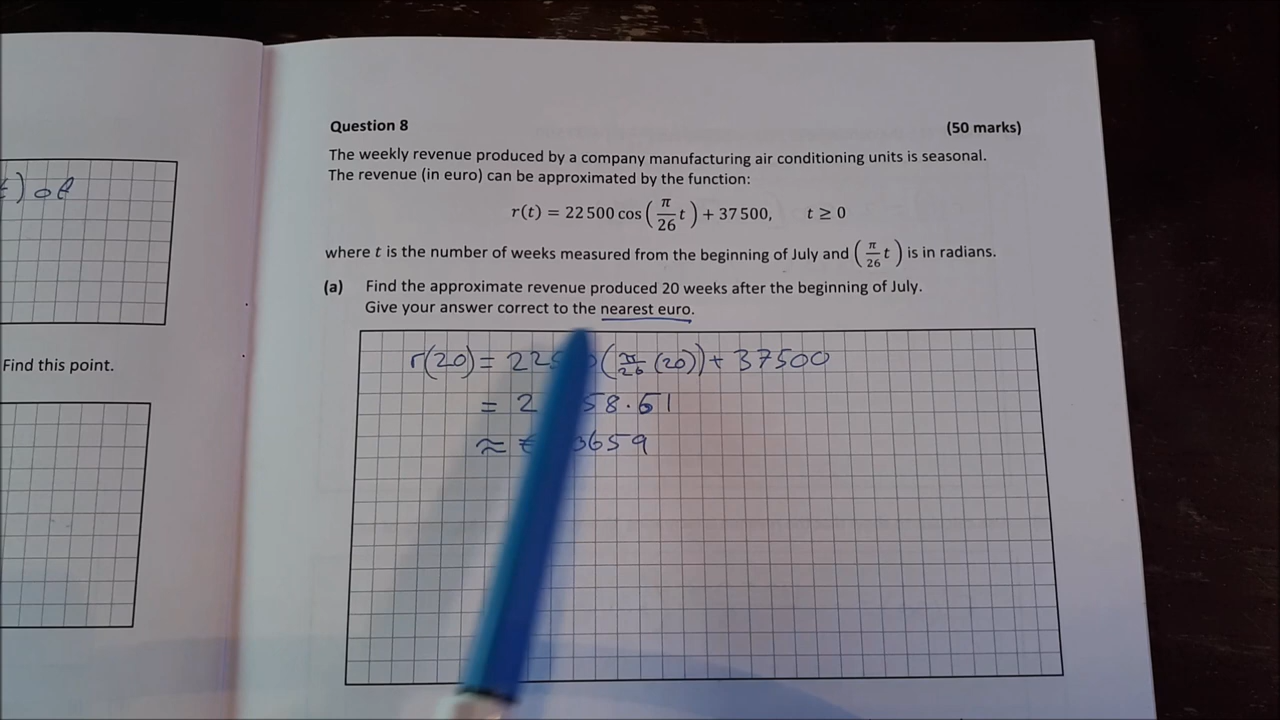 t) of
Find this point.
Question 8 (50 marks)
The weekly revenue produced by a company manufacturing air conditioning units is seasonal.
The revenue (in euro) can be approximated by the function:
r(t) = 22 500 cos(π/26 t) + 37 500, t ≥ 0
where t is the number of weeks measured from the beginning of July and (π/26 t) is in radians.
(a) Find the approximate revenue produced 20 weeks after the beginning of July.
Give your answer correct to the nearest euro.
r(20) = (π/26 (20)) + 37500
= 58.61
≈ 3659